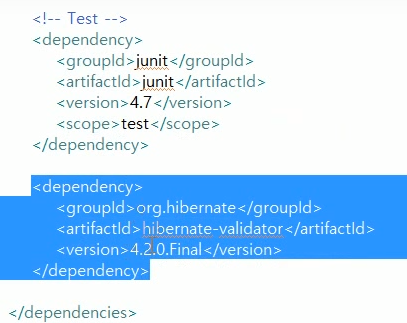 <!-- Test -->
<dependency>
<groupId>junit</groupId>
<artifactId>junit</artifactId>
<version>4.7</version>
<scope>test</scope>
</dependency>
<dependency>
<groupId>org.hibernate</groupId>
<artifactId>hibernate-validator</artifactId>
<version>4.2.0.Final</version>
</dependency>
</dependencies>